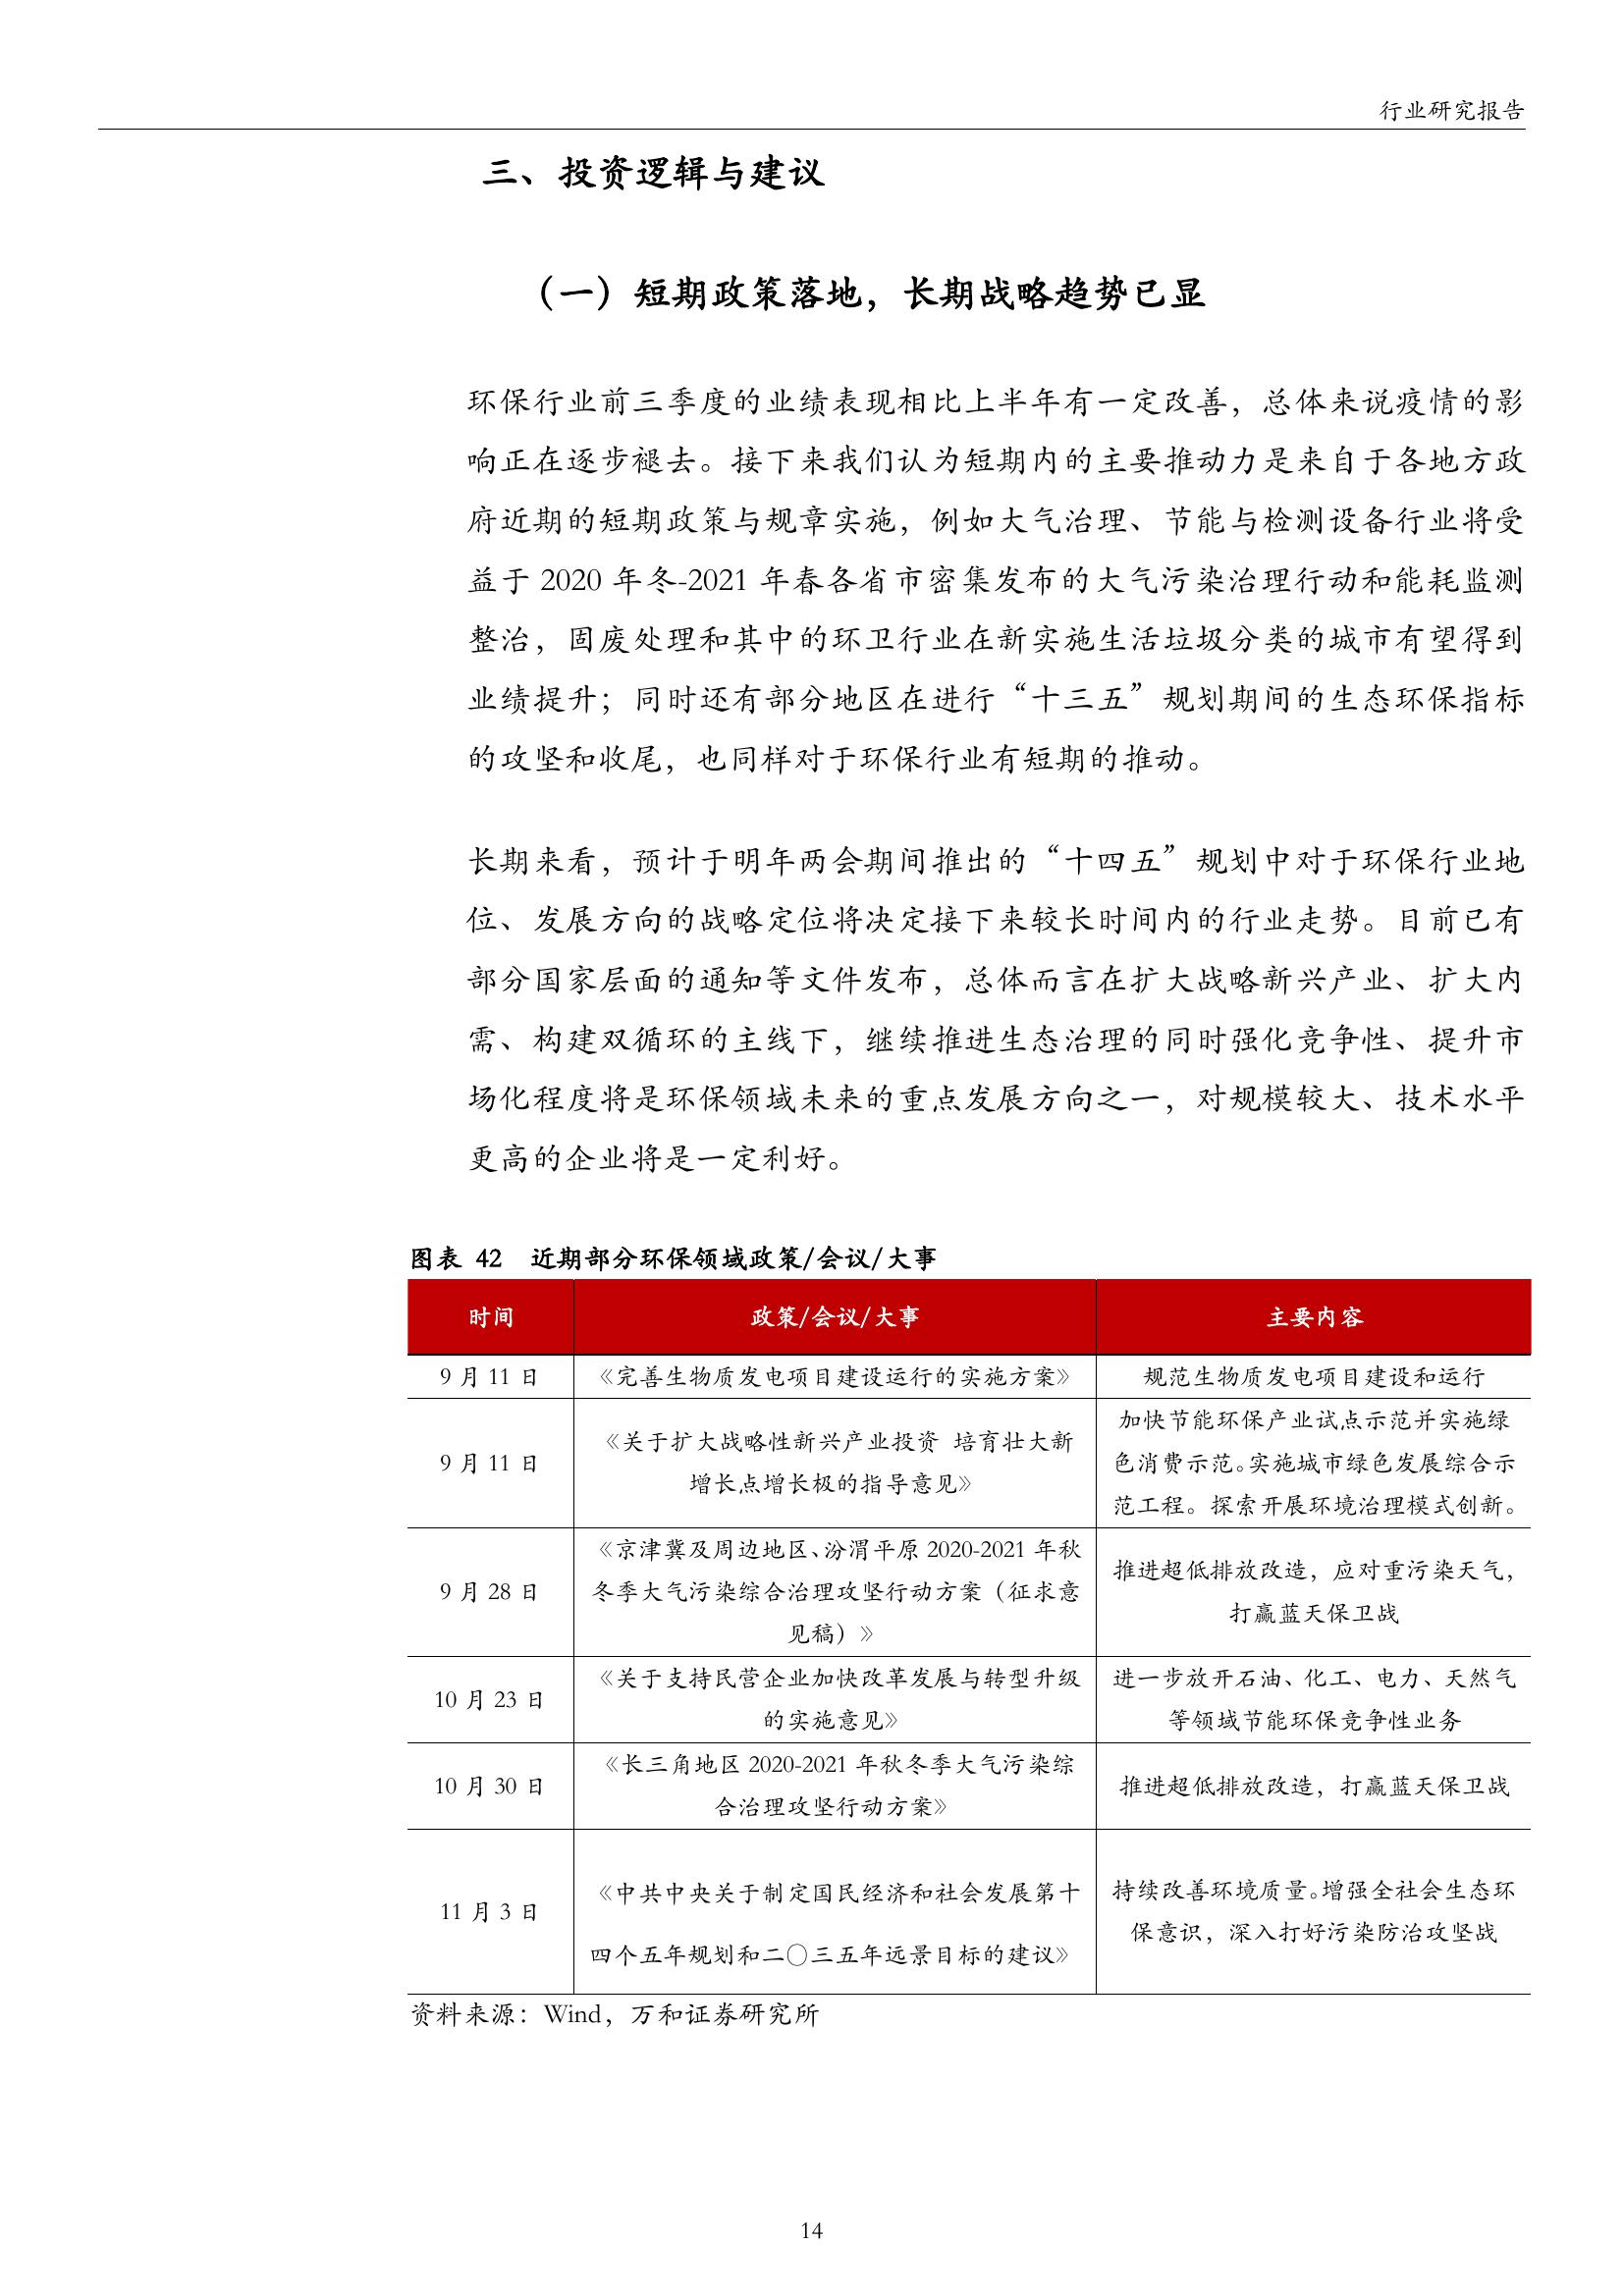 行业研究报告
三、投资逻辑与建议
（一）短期政策落地，长期战略趋势已显
环保行业前三季度的业绩表现相比上半年有一定改善，总体来说疫情的影
响正在逐步褪去。接下来我们认为短期内的主要推动力是来自于各地方政
府近期的短期政策与规章实施，例如大气治理、节能与检测设备行业将受
益于 2020 年冬-2021 年春各省市密集发布的大气污染治理行动和能耗监测
整治，固废处理和其中的环卫行业在新实施生活垃圾分类的城市有望得到
业绩提升；同时还有部分地区在进行“十三五”规划期间的生态环保指标
的攻坚和收尾，也同样对于环保行业有短期的推动。
长期来看，预计于明年两会期间推出的“十四五”规划中对于环保行业地
位、发展方向的战略定位将决定接下来较长时间内的行业走势。目前已有
部分国家层面的通知等文件发布，总体而言在扩大战略新兴产业、扩大内
需、构建双循环的主线下，继续推进生态治理的同时强化竞争性、提升市
场化程度将是环保领域未来的重点发展方向之一，对规模较大、技术水平
更高的企业将是一定利好。
图表 42 近期部分环保领域政策/会议/大事
时间 政策/会议/大事 主要内容
9 月 11 日 《完善生物质发电项目建设运行的实施方案》 规范生物质发电项目建设和运行
9 月 11 日
《关于扩大战略性新兴产业投资 培育壮大新
增长点增长极的指导意见》
加快节能环保产业试点示范并实施绿
色消费示范。实施城市绿色发展综合示
范工程。探索开展环境治理模式创新。
9 月 28 日
《京津冀及周边地区、汾渭平原 2020-2021 年秋
冬季大气污染综合治理攻坚行动方案（征求意
见稿）》
推进超低排放改造，应对重污染天气，
打赢蓝天保卫战
10 月 23 日
《关于支持民营企业加快改革发展与转型升级
的实施意见》
进一步放开石油、化工、电力、天然气
等领域节能环保竞争性业务
10 月 30 日
《长三角地区 2020-2021 年秋冬季大气污染综
合治理攻坚行动方案》
推进超低排放改造，打赢蓝天保卫战
11 月 3 日
《中共中央关于制定国民经济和社会发展第十
四个五年规划和二〇三五年远景目标的建议》
持续改善环境质量。增强全社会生态环
保意识，深入打好污染防治攻坚战
资料来源：Wind，万和证券研究所
14